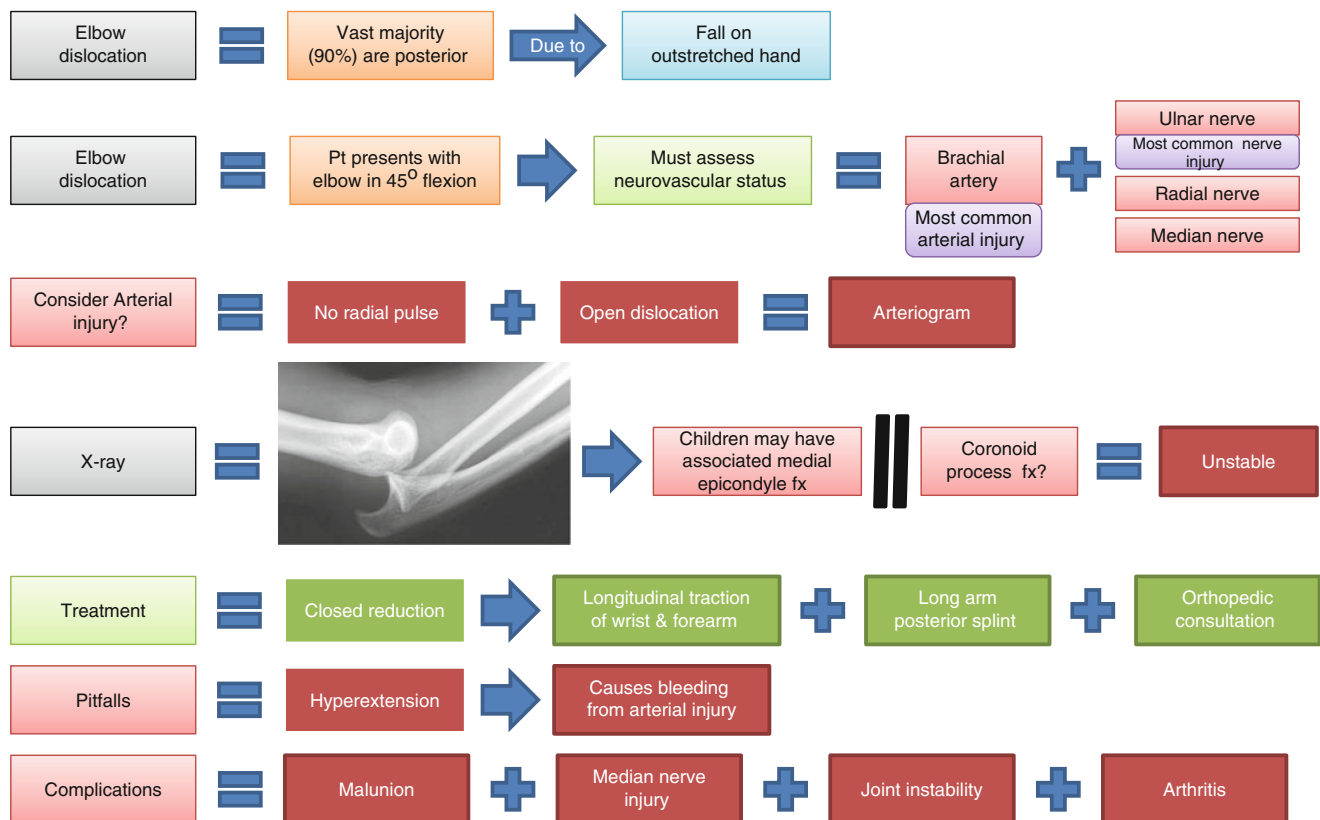 Elbow
dislocation
Vast majority
(90%) are posterior
Due to
Fall on
outstretched hand
Elbow
dislocation
Pt presents with
elbow in 45° flexion
Must assess
neurovascular status
Brachial
artery
Most common
arterial injury
Ulnar nerve
Most common nerve
injury
Radial nerve
Median nerve
Consider Arterial
injury?
No radial pulse
Open dislocation
Arteriogram
X-ray
Children may have
associated medial
epicondyle fx
Coronoid
process fx?
Unstable
Treatment
Closed reduction
Longitudinal traction
of wrist & forearm
Long arm
posterior splint
Orthopedic
consultation
Pitfalls
Hyperextension
Causes bleeding
from arterial injury
Complications
Malunion
Median nerve
injury
Joint instability
Arthritis